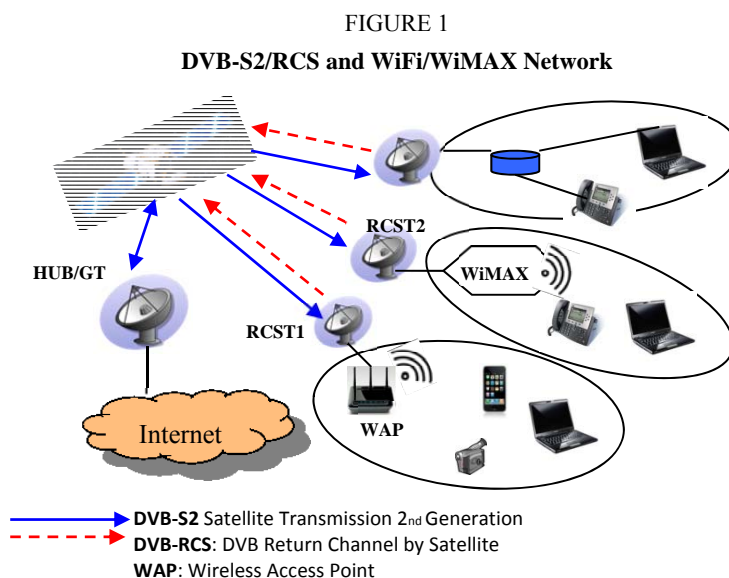 FIGURE 1
DVB-S2/RCS and WiFi/WiMAX Network
RCST2
HUB/GT
WiMAX
RCST1
WAP
Internet
DVB-S2 Satellite Transmission 2nd Generation
DVB-RCS: DVB Return Channel by Satellite
WAP: Wireless Access Point